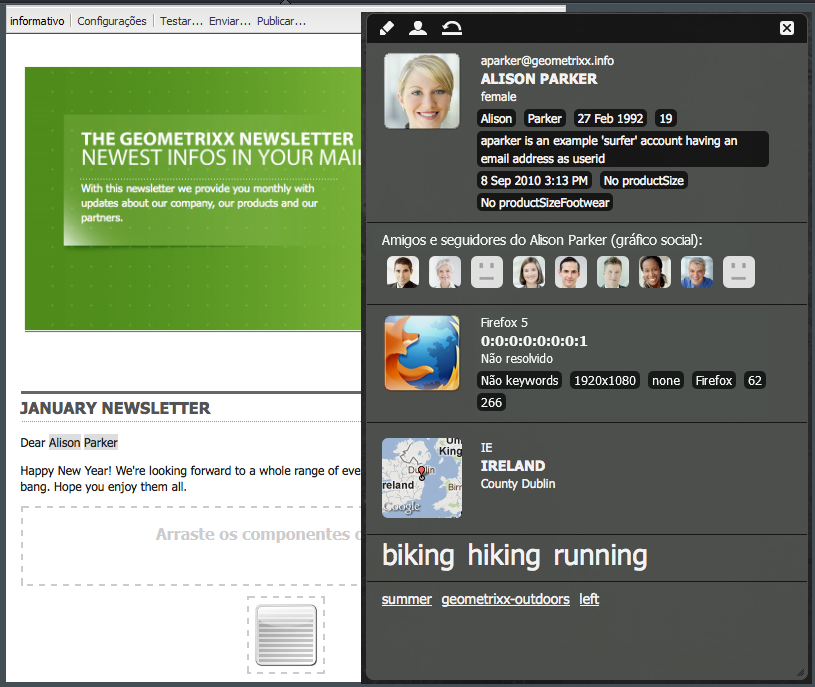 informativo Configurações Testar... Enviar... Publicar...
THE GEOMETRIXX NEWSLETTER
NEWEST INFOS IN YOUR MAIL
With this newsletter we provide you monthly with
updates about our company, our products and our
partners.
JANUARY NEWSLETTER
Dear Alison Parker
Happy New Year! We're looking forward to a whole range of eve
bang. Hope you enjoy them all.
Arraste os componentes o
aparker@geometrixx.info
ALISON PARKER
female
Alison Parker 27 Feb 1992 19
aparker is an example 'surfer' account having an
email address as userid
8 Sep 2010 3:13 PM No productSize
No productSizeFootwear
Amigos e seguidores do Alison Parker (gráfico social):
Firefox 5
0:0:0:0:0:0:0:1
Não resolvido
Não keywords 1920x1080 none Firefox 62
266
Un
King
Dublin
reland
Birr
Google
IE
IRELAND
County Dublin
biking hiking running
summer geometrixx-outdoors left